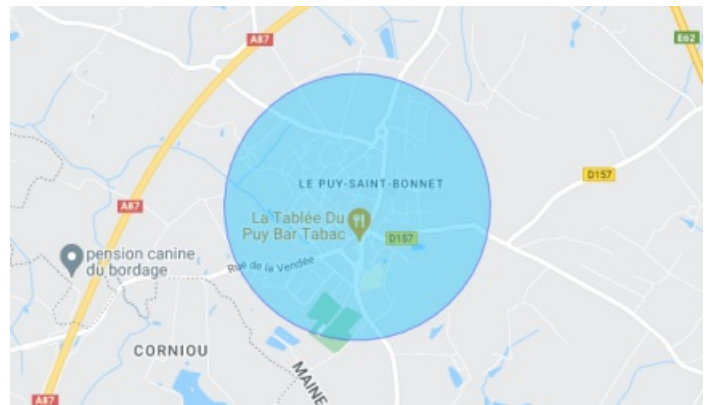 A87
E62
LE PUY-SAINT-BONNET
D157
A87
La Tablée Du
Puy Bar Tabac
D157
pension canine
du bordage
Rue de la Vendée
CORNIOU
MAINE
A87